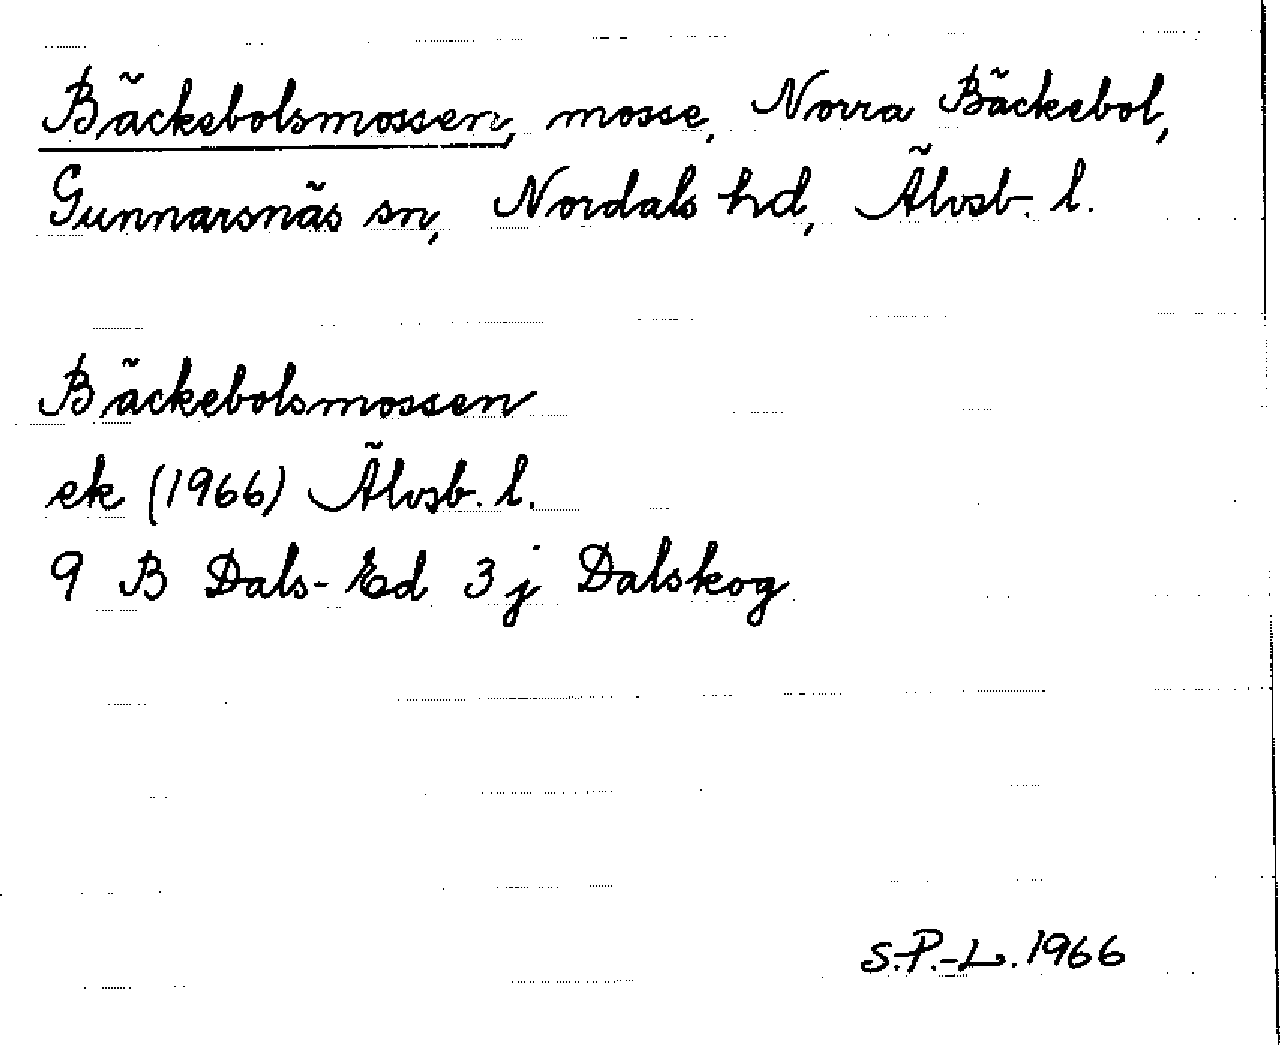 Bäckebolsmossen, mosse, Norra Bäckebol,
Gunnarsnäs sn, Nordals hd, Älvsb. l.
Bäckebolsmossen
ek (1966) Älvsb. l.
9 B Dals-Ed 3 j Dalskog
S.P.-L. 1966